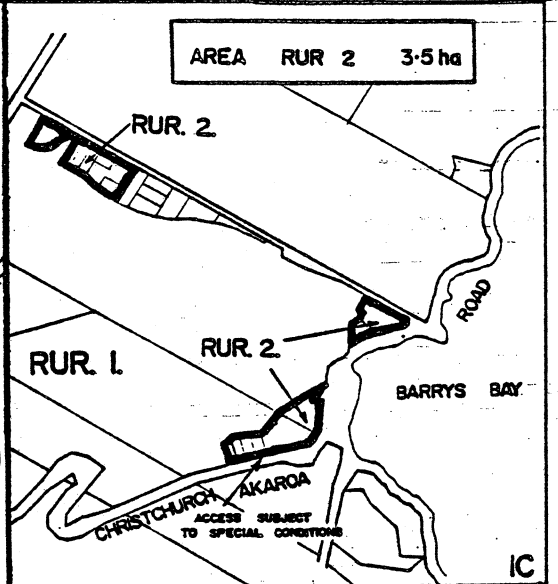 AREA RUR 2 3·5 ha
RUR. 2.
RUR. 2.
RUR. 1.
ROAD
BARRYS BAY
CHRISTCHURCH AKAROA
ACCESS SUBJECT
TO SPECIAL CONDITIONS
1C